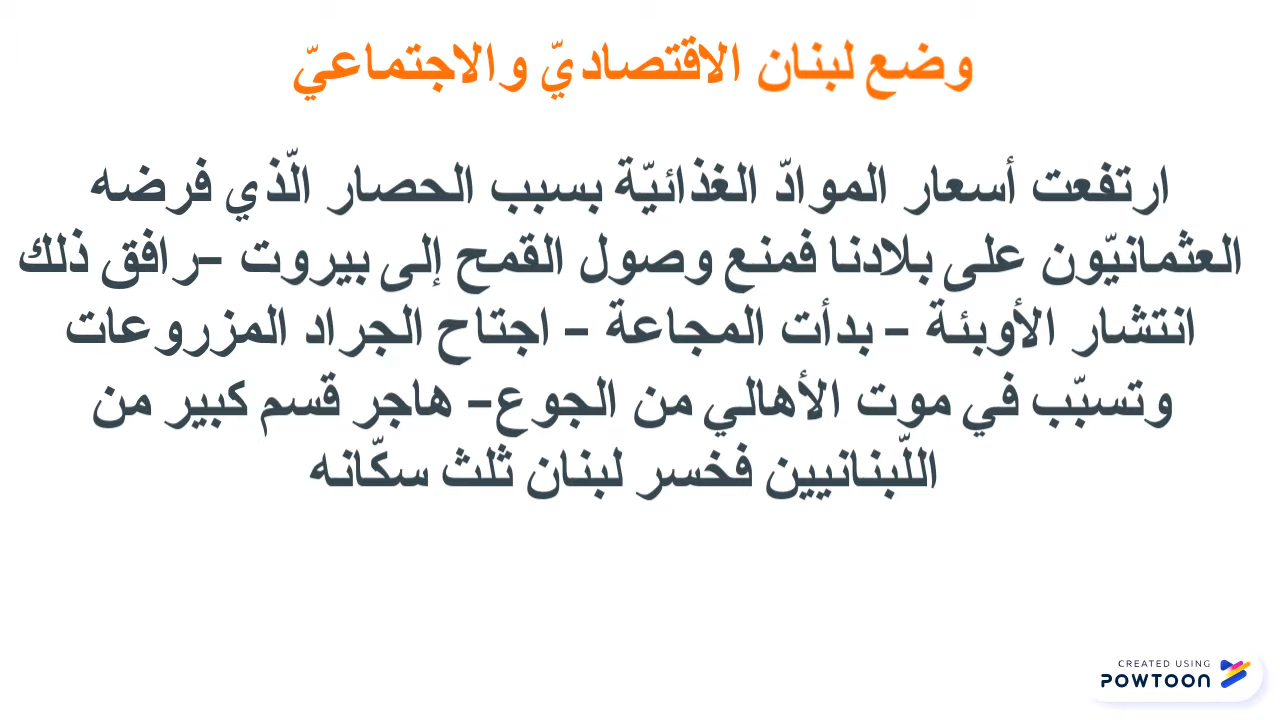 وضع لبنان الاقتصاديّ والاجتماعيّ
ارتفعت أسعار الموادّ الغذائيّة بسبب الحصار الّذي فرضه
العثمانيّون على بلادنا فمنع وصول القمح إلى بيروت -رافق ذلك
انتشار الأوبئة - بدأت المجاعة - اجتاح الجراد المزروعات
وتسبّب في موت الأهالي من الجوع- هاجر قسم كبير من
اللّبنانيين فخسر لبنان ثلث سكّانه
CREATED USING
POWTOON